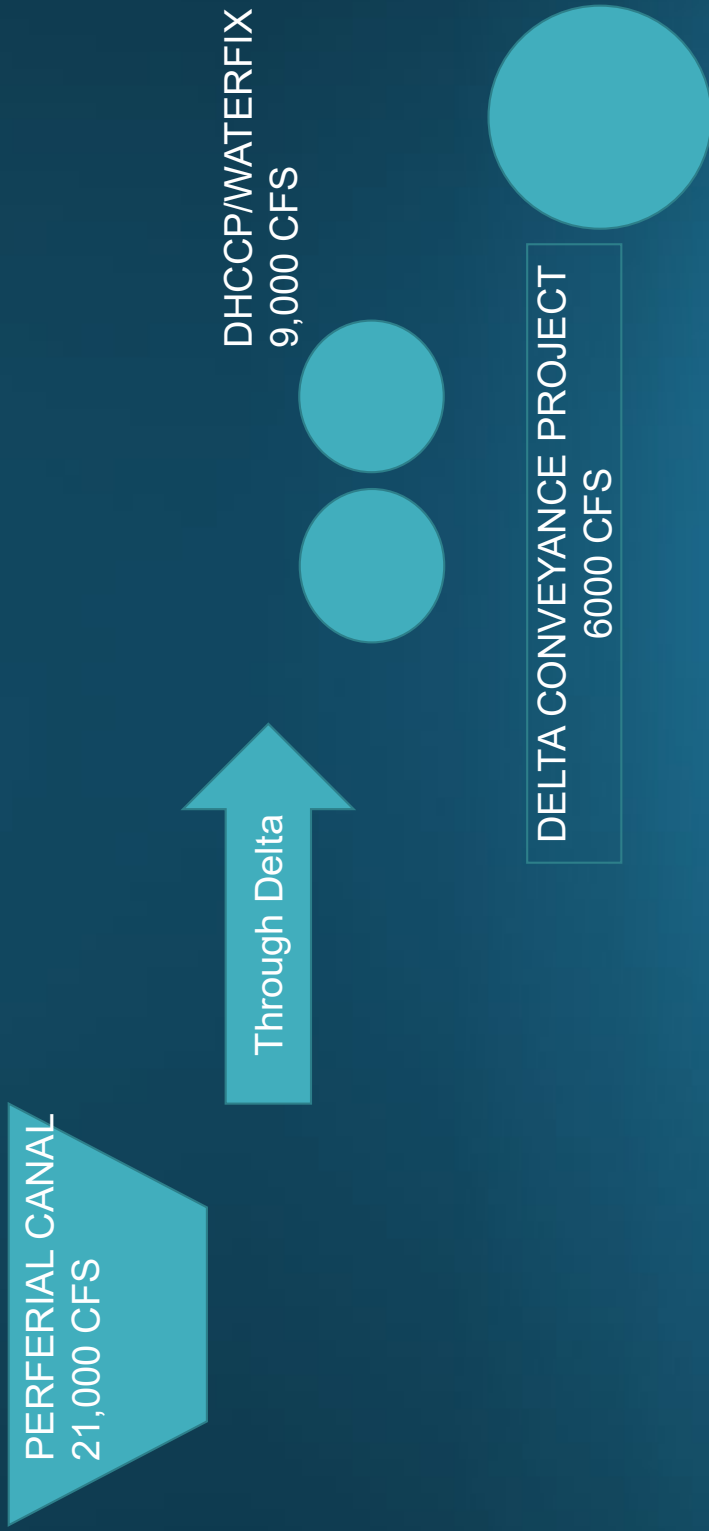 PERFERIAL CANAL
21,000 CFS
Through Delta
DHCCP/WATERFIX
9,000 CFS
DELTA CONVEYANCE PROJECT
6000 CFS